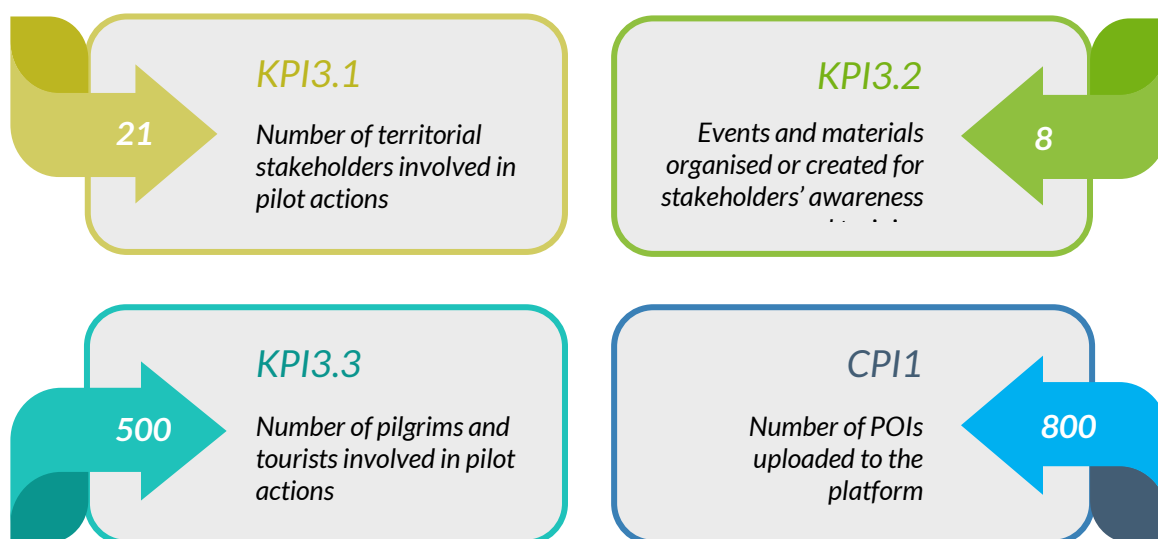 KPI3.1
21
Number of territorial
stakeholders involved in
pilot actions
KPI3.2
8
Events and materials
organised or created for
stakeholders’ awareness
KPI3.3
500
Number of pilgrims and
tourists involved in pilot
actions
CPI1
800
Number of POIs
uploaded to the
platform